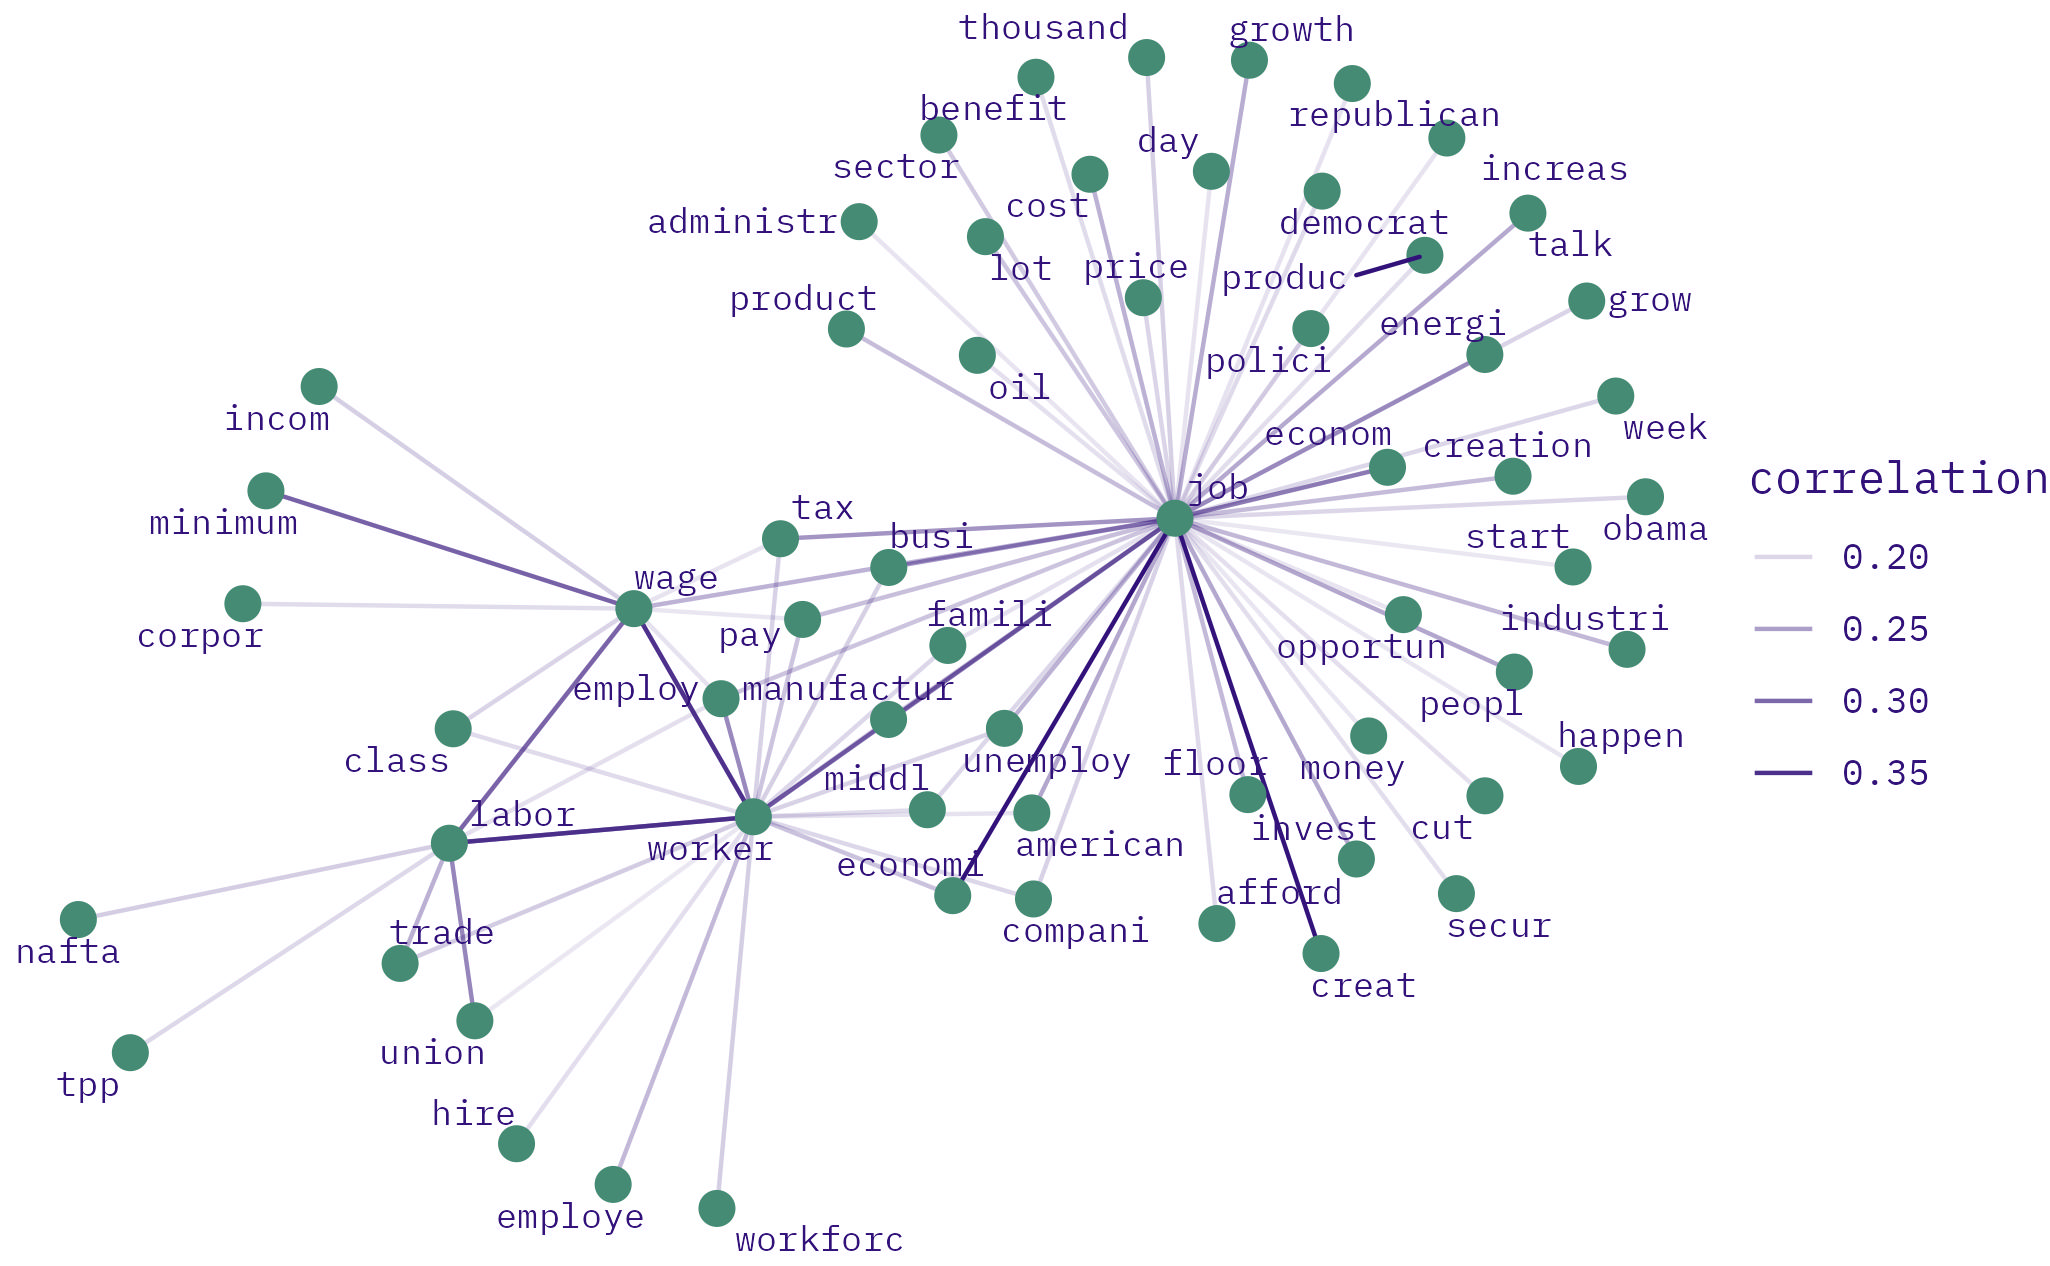 thousand
growth
benefit
republican
day
sector
increas
cost
administr
democrat
talk
lot
price
produc
product
grow
energi
polici
oil
incom
week
econom
creation
correlation
job
tax
minimum
obama
busi
start
0.20
wage
famili
industri
0.25
corpor
pay
opportun
employ
manufactur
peopl
0.30
happen
class
unemploy
floor
money
0.35
middl
labor
invest
cut
worker
american
economi
afford
trade
compani
secur
nafta
creat
union
tpp
hire
employe
workforc